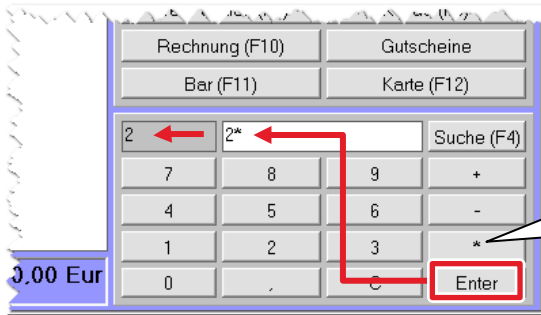 Rechnung (F10) Gutscheine
Bar (F11) Karte (F12)
2 2* Suche (F4)
7 8 9 +
4 5 6 -
1 2 3 *
0,00 Eur 0 , C Enter